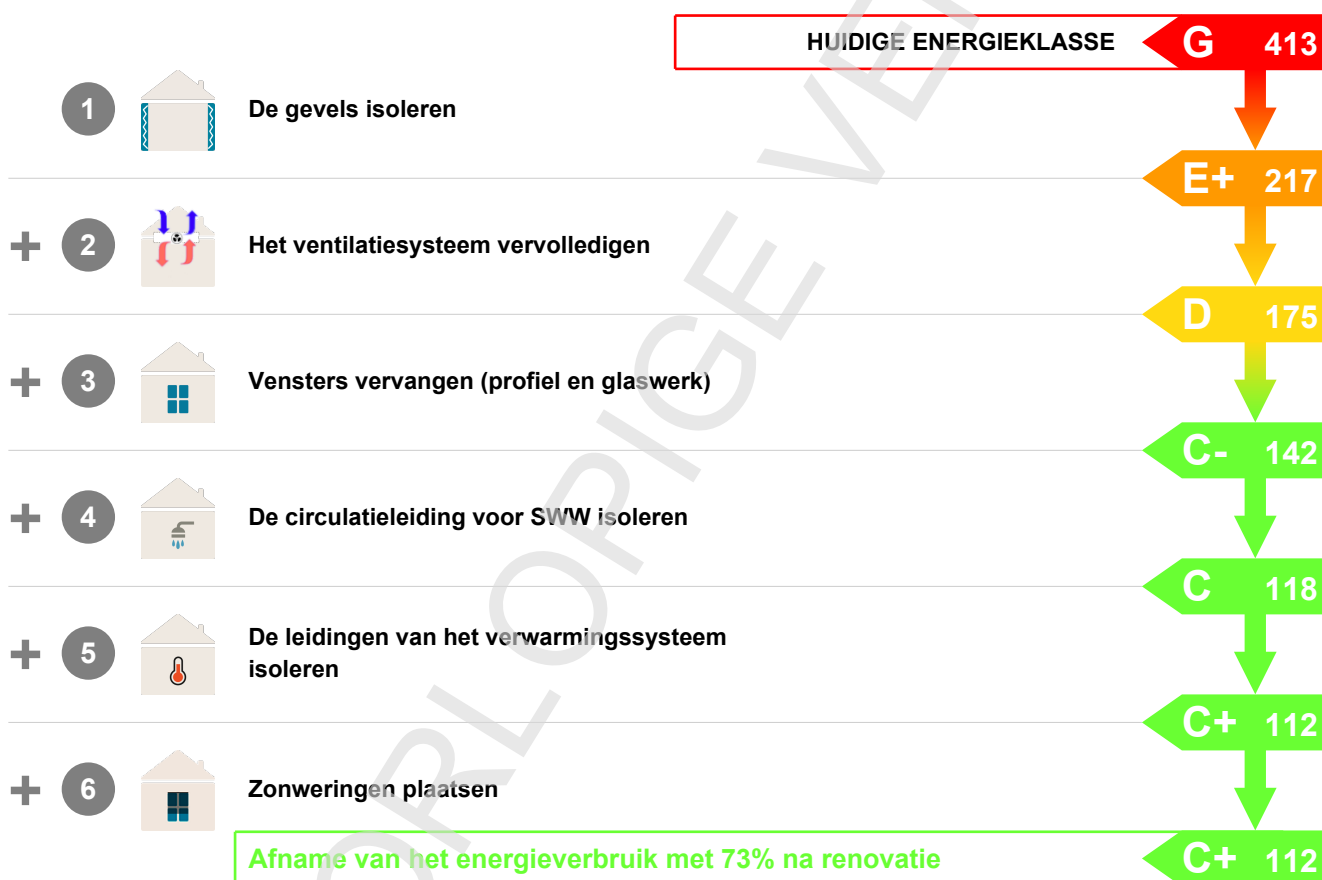 HUIDIGE ENERGIEKLASSE G 413
1 De gevels isoleren
E+ 217
+ 2 Het ventilatiesysteem vervolledigen
D 175
+ 3 Vensters vervangen (profiel en glaswerk)
C- 142
+ 4 De circulatieleiding voor SWW isoleren
C 118
+ 5 De leidingen van het verwarmingssysteem
isoleren
C+ 112
+ 6 Zonweringen plaatsen
Afname van het energieverbruik met 73% na renovatie C+ 112